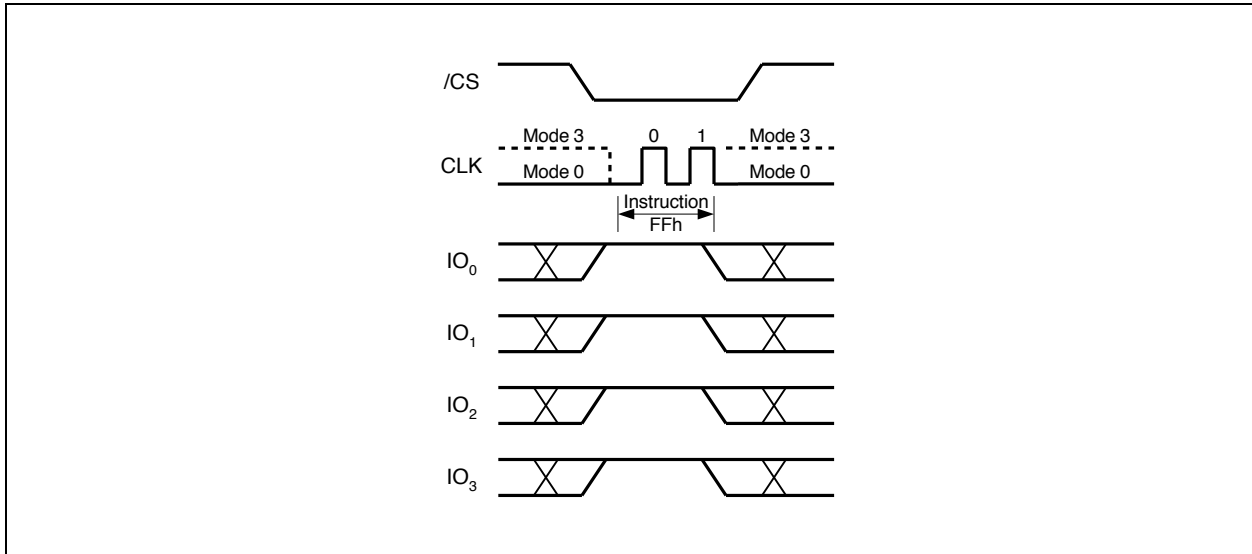 /CS
Mode 3 0 1 Mode 3
CLK
Mode 0 Mode 0
Instruction
FFh
IO0
IO1
IO2
IO3